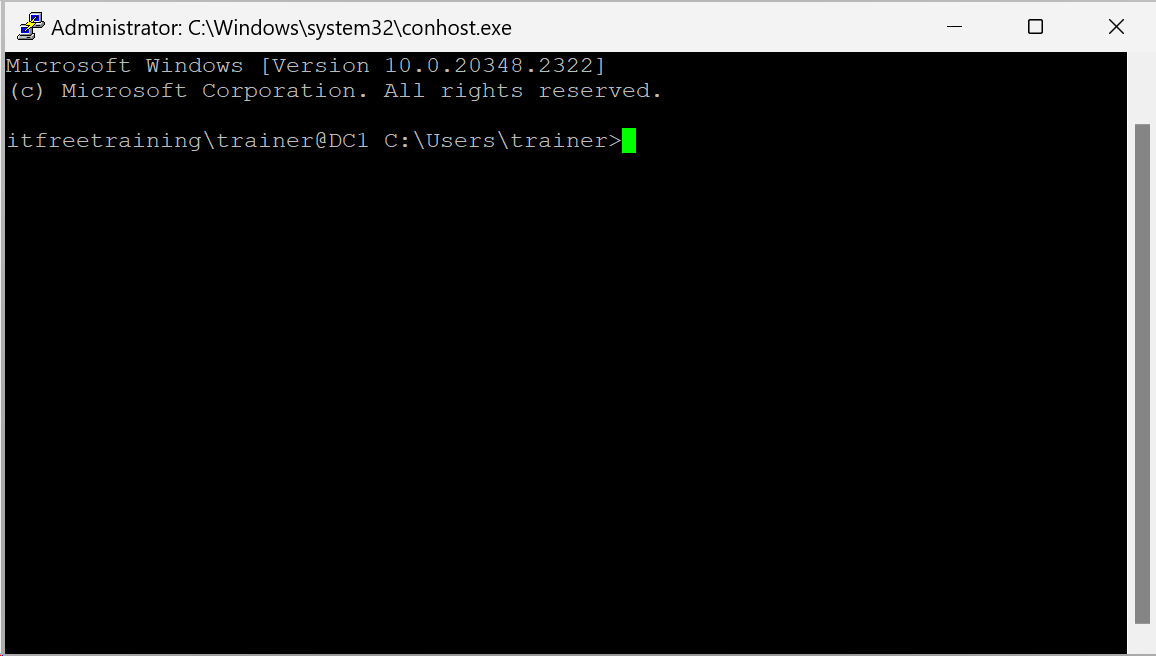 Administrator: C:\Windows\system32\conhost.exe
Microsoft Windows [Version 10.0.20348.2322]
(c) Microsoft Corporation. All rights reserved.
itfreetraining\trainer@DC1 C:\Users\trainer>